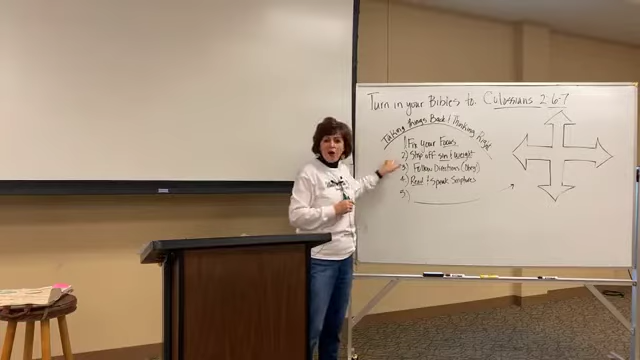 Turn in your Bibles to: Colossians 2:6-7
Taking Things Back / Thinking Right
1) Fix your Focus
2) Strip off sin & weight
3) Follow Directions (Obey)
4) Read & Speak Scriptures
5)